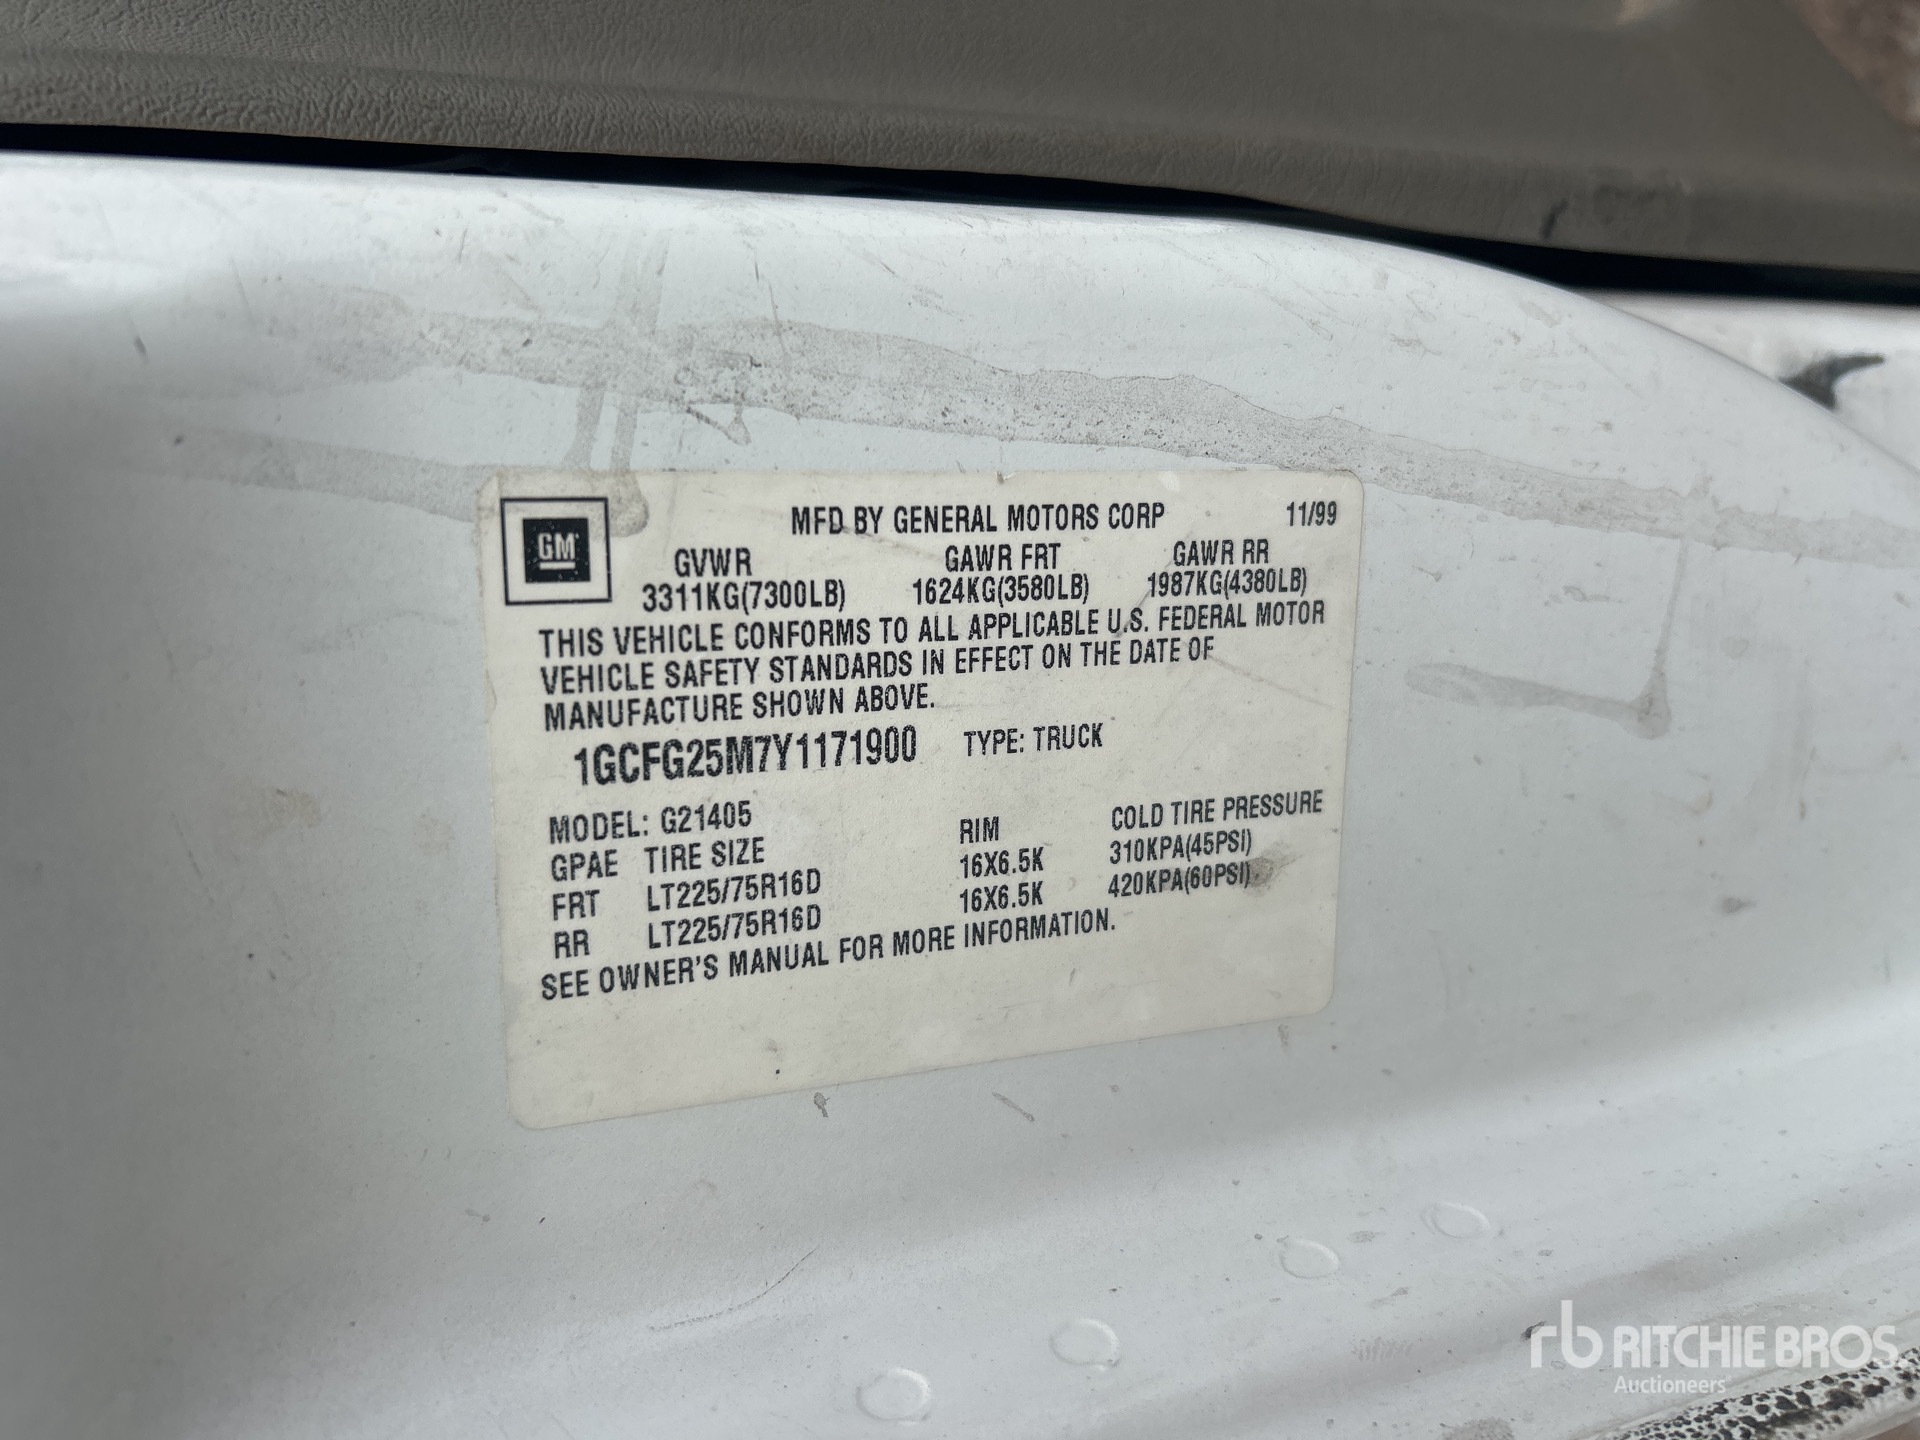 GM
MFD BY GENERAL MOTORS CORP 11/99
GVWR GAWR FRT GAWR RR
3311KG(7300LB) 1624KG(3580LB) 1987KG(4380LB)
THIS VEHICLE CONFORMS TO ALL APPLICABLE U.S. FEDERAL MOTOR
VEHICLE SAFETY STANDARDS IN EFFECT ON THE DATE OF
MANUFACTURE SHOWN ABOVE.
1GCFG25M7Y1171900 TYPE: TRUCK
MODEL: G21405
GPAE TIRE SIZE RIM COLD TIRE PRESSURE
FRT LT225/75R16D 16X6.5K 310KPA(45PSI)
RR LT225/75R16D 16X6.5K 420KPA(60PSI)
SEE OWNER'S MANUAL FOR MORE INFORMATION.
rb RITCHIE BROS.
Auctioneers